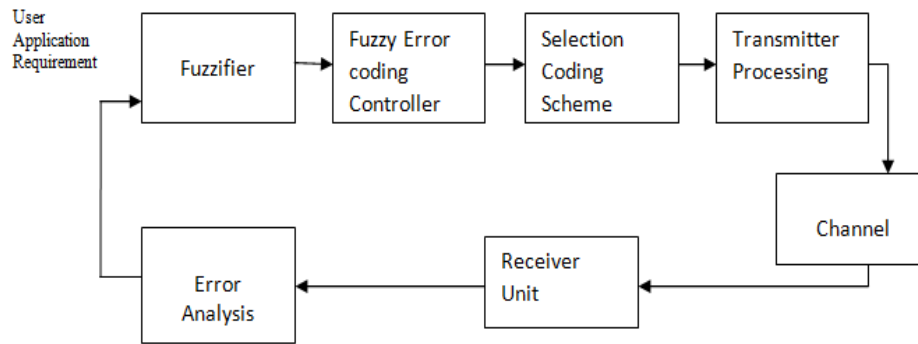 User
Application
Requirement
Fuzzifier
Fuzzy Error
coding
Controller
Selection
Coding
Scheme
Transmitter
Processing
Channel
Receiver
Unit
Error
Analysis